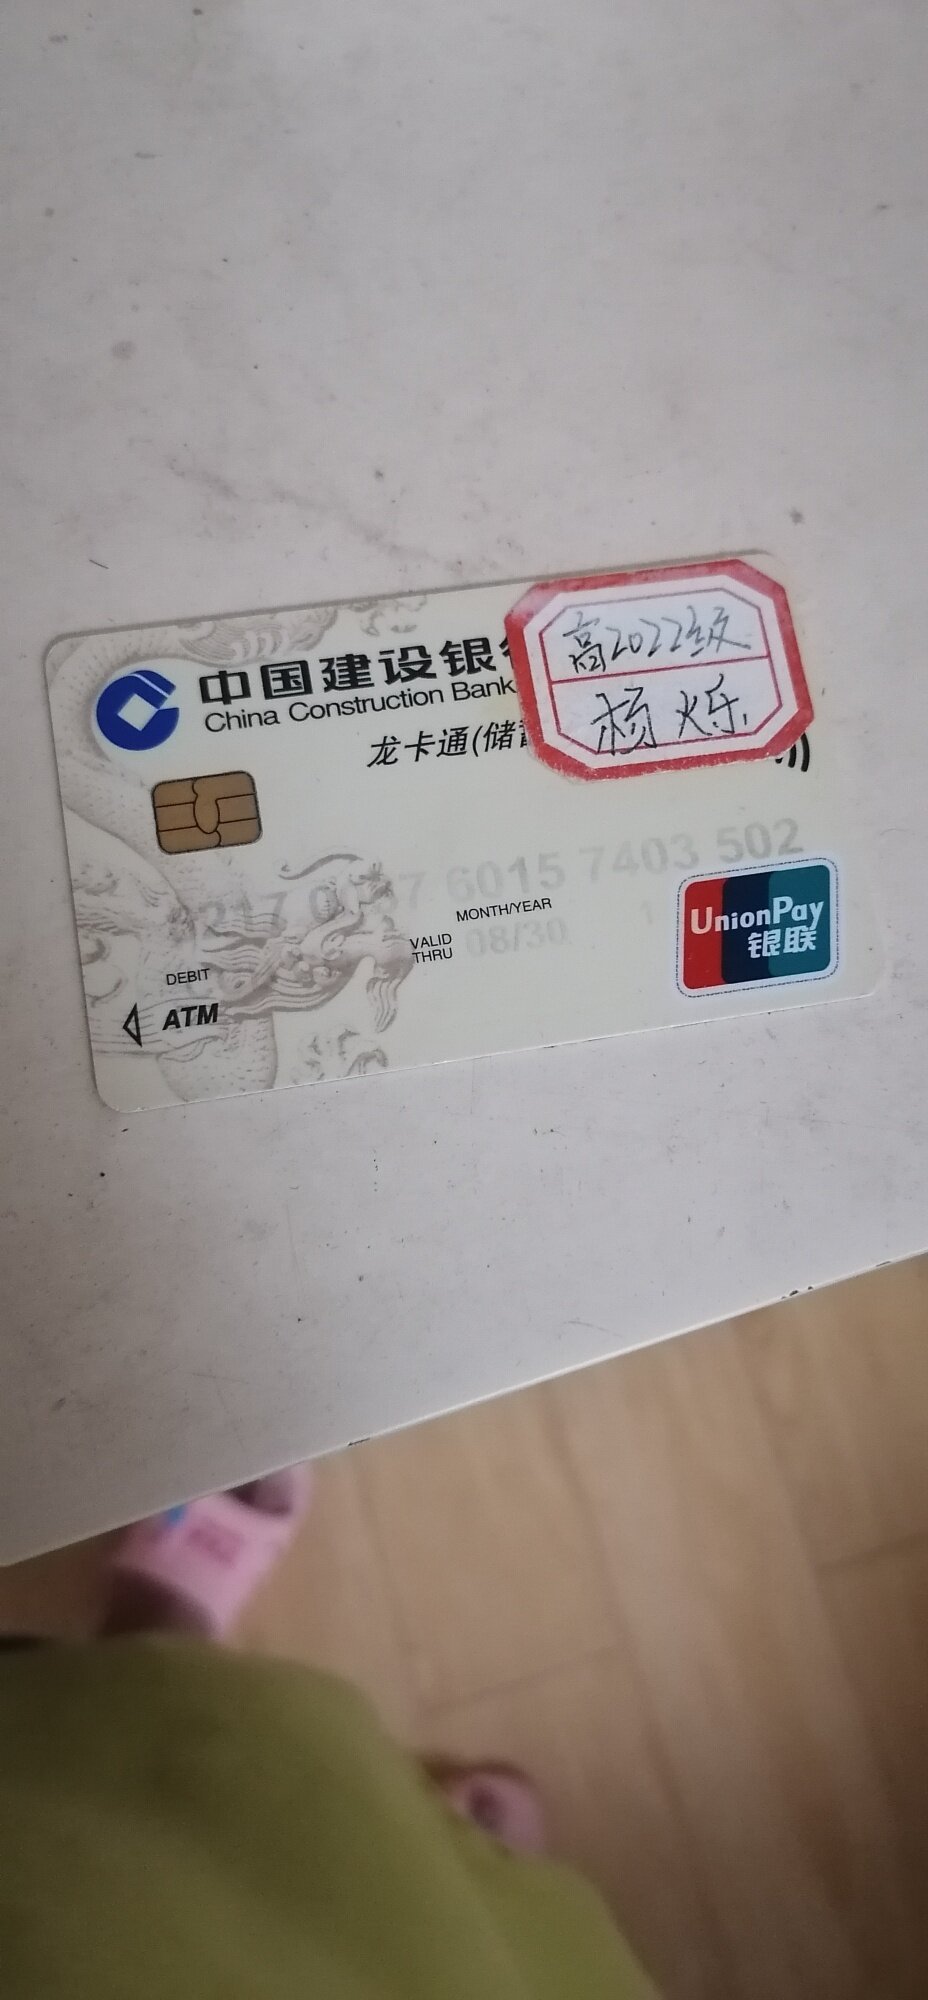 中国建设银行
China Construction Bank
龙卡通(储
高2022级
杨烁
6015 7403 502
MONTH/YEAR
VALID
THRU
08/30
DEBIT
ATM
UnionPay
银联